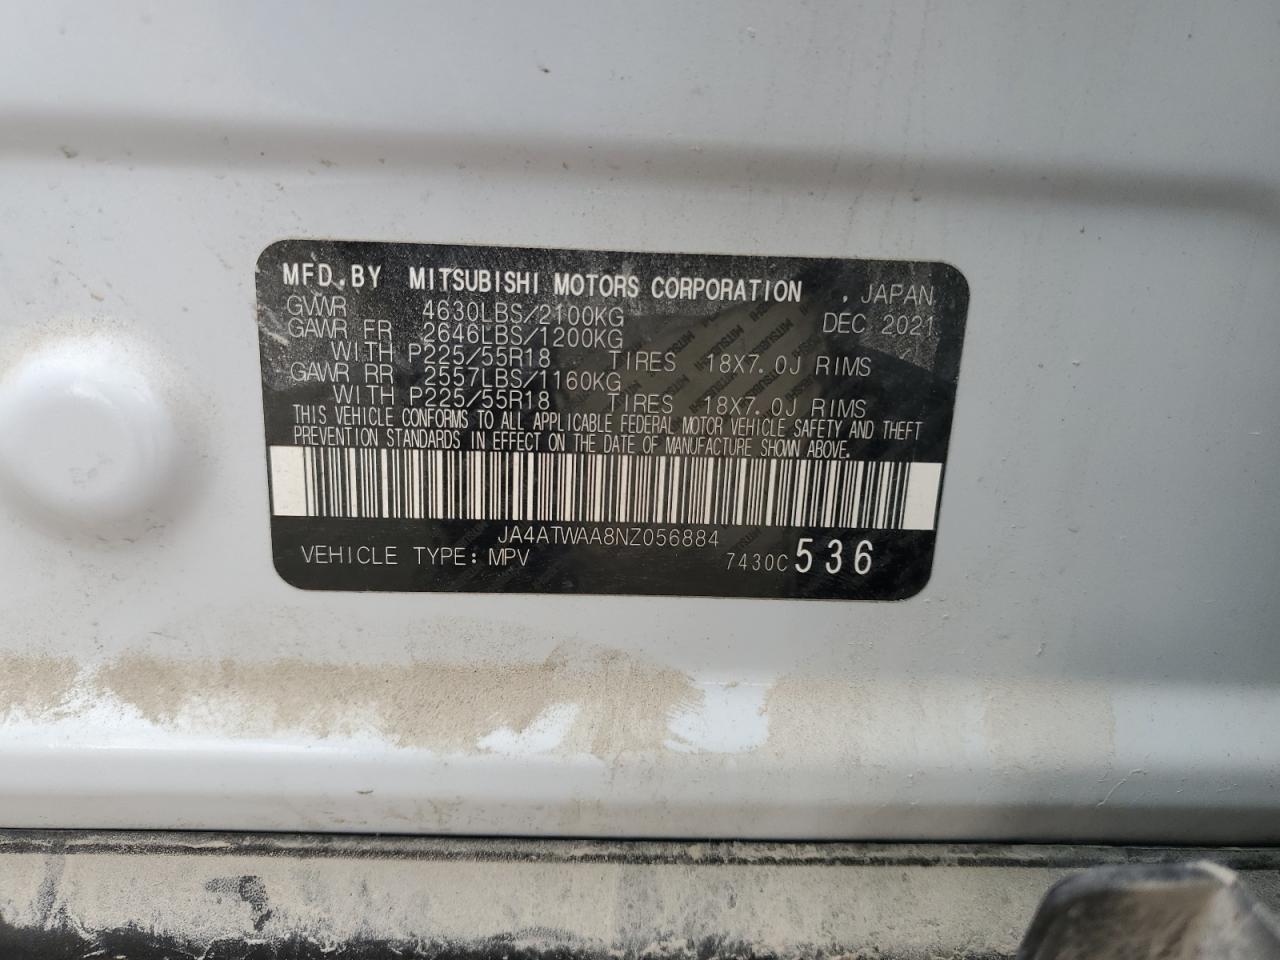 MFD.BY MITSUBISHI MOTORS CORPORATION , JAPAN
GVWR 4630LBS/2100KG DEC 2021
GAWR FR 2646LBS/1200KG
WITH P225/55R18 TIRES 18X7.0J RIMS
GAWR RR 2557LBS/1160KG
WITH P225/55R18 TIRES 18X7.0J RIMS
THIS VEHICLE CONFORMS TO ALL APPLICABLE FEDERAL MOTOR VEHICLE SAFETY AND THEFT
PREVENTION STANDARDS IN EFFECT ON THE DATE OF MANUFACTURE SHOWN ABOVE.
JA4ATWAA8NZ056884
VEHICLE TYPE: MPV 7430C 536